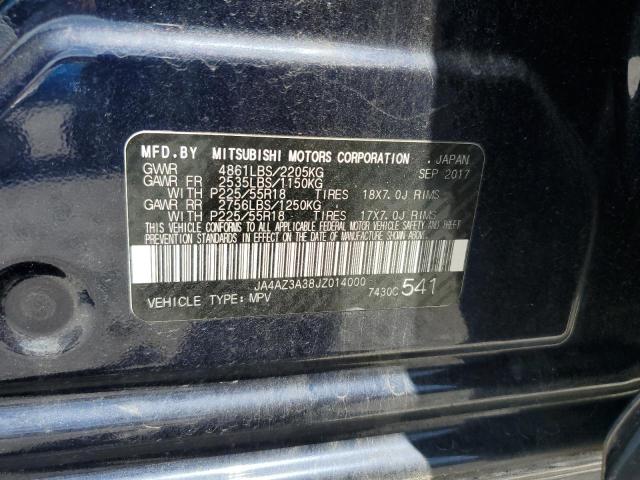 MFD.BY MITSUBISHI MOTORS CORPORATION . JAPAN
GVWR 4861LBS/2205KG SEP 2017
GAWR FR 2535LBS/1150KG
WITH P225/55R18 TIRES 18X7.0J RIMS
GAWR RR 2756LBS/1250KG
WITH P225/55R18 TIRES 17X7.0J RIMS
THIS VEHICLE CONFORMS TO ALL APPLICABLE FEDERAL MOTOR VEHICLE SAFETY AND THEFT
PREVENTION STANDARDS IN EFFECT ON THE DATE OF MANUFACTURE SHOWN ABOVE.
JA4AZ3A38JZ014000
VEHICLE TYPE: MPV 7430C 541